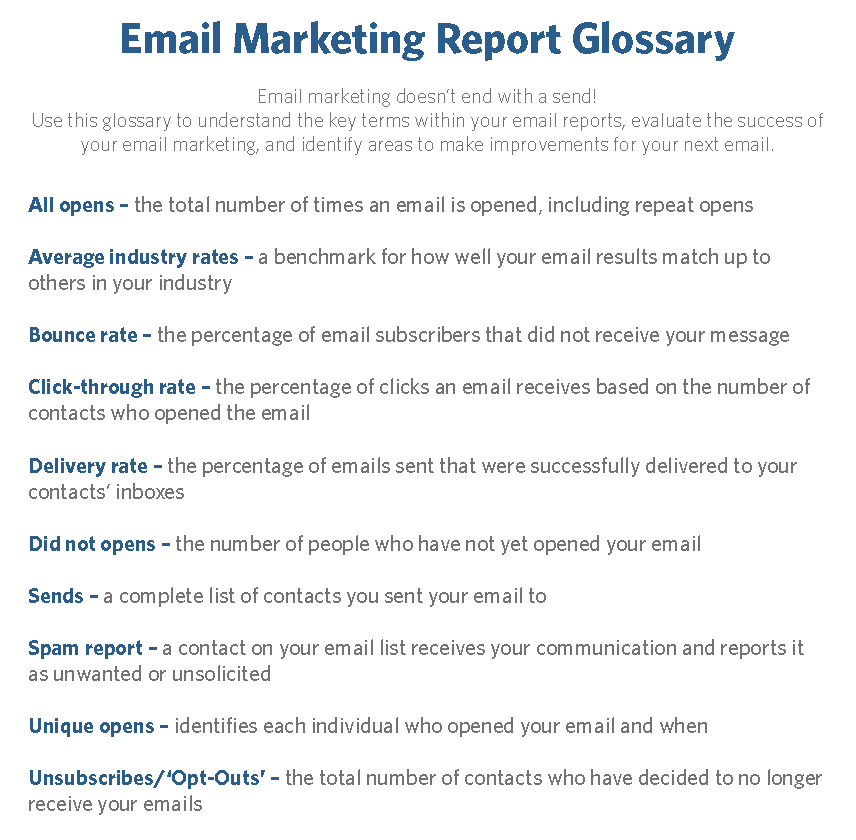 Email Marketing Report Glossary
Email marketing doesn't end with a send!
Use this glossary to understand the key terms within your email reports, evaluate the success of
your email marketing, and identify areas to make improvements for your next email.
All opens – the total number of times an email is opened, including repeat opens
Average industry rates – a benchmark for how well your email results match up to
others in your industry
Bounce rate – the percentage of email subscribers that did not receive your message
Click-through rate – the percentage of clicks an email receives based on the number of
contacts who opened the email
Delivery rate – the percentage of emails sent that were successfully delivered to your
contacts' inboxes
Did not opens – the number of people who have not yet opened your email
Sends – a complete list of contacts you sent your email to
Spam report – a contact on your email list receives your communication and reports it
as unwanted or unsolicited
Unique opens – identifies each individual who opened your email and when
Unsubscribes/‘Opt-Outs’ – the total number of contacts who have decided to no longer
receive your emails